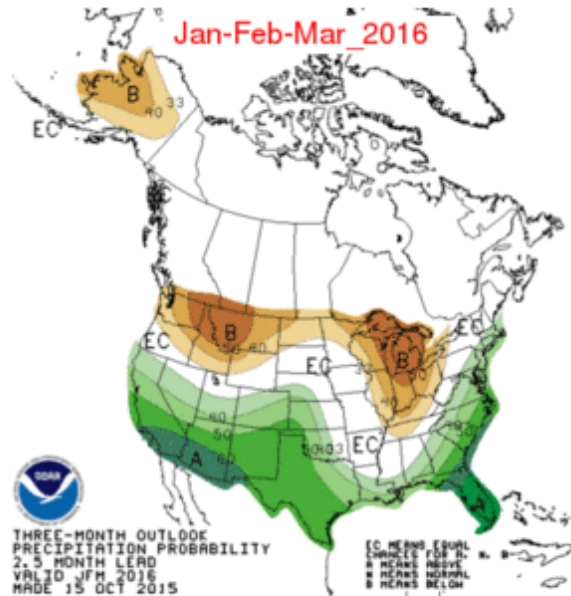 Jan-Feb-Mar_2016
B
33
40
EC
EC
B
50
40
EC
33
B
50
40
EC
EC
40
50
60
A
50
40
33
40
NOAA
THREE-MONTH OUTLOOK
PRECIPITATION PROBABILITY
2.5 MONTH LEAD
VALID JFM 2016
MADE 15 OCT 2015
EC MEANS EQUAL
CHANCES FOR A, N, B
A MEANS ABOVE
N MEANS NORMAL
B MEANS BELOW